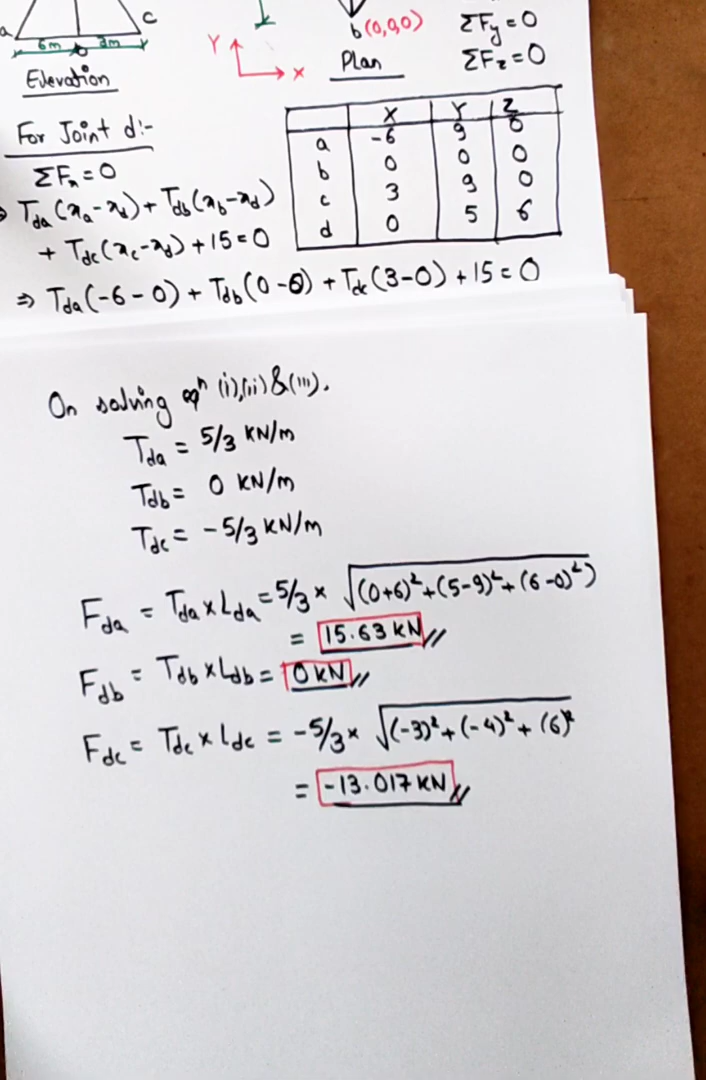 a c
6m 3m
b
Elevation
Y
X
b(0,0,0)
Plan
ΣFy=0
ΣFz=0
For Joint d:-
ΣFx=0
Tda(xa-xd)+Tdb(xb-xd)
+ Tdc(xc-xd)+15=0
⇒ Tda(-6-0)+Tdb(0-0)+Tdc(3-0)+15=0
X Y Z
a -6 9 0
b 0 0 0
c 3 9 0
d 0 5 6
On solving eqn (i),(ii)&(iii).
Tda = 5/3 KN/m
Tdb = 0 KN/m
Tdc = -5/3 KN/m
Fda = Tda×Lda = 5/3 × √(0+6)²+(5-9)²+(6-0)²)
= 15.63 KN//
Fdb = Tdb×Ldb = 0 KN//
Fdc = Tdc×Ldc = -5/3 × √(-3)²+(-4)²+(6)²
= -13.017 KN//